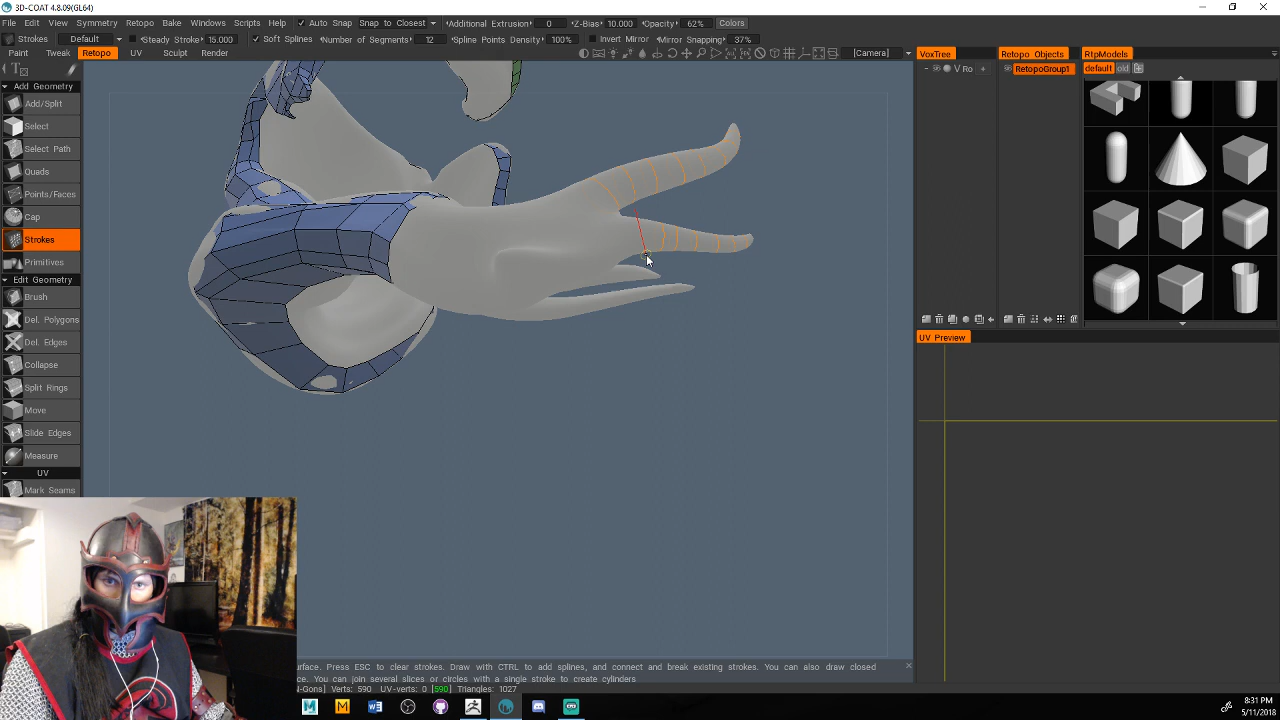 3D-COAT 4.8.09(GL64)
File Edit View Symmetry Retopo Bake Windows Scripts Help Auto Snap Snap to Closest Additional Extrusion 0 Z-Bias 10.000 Opacity 62% Colors
Strokes Default Steady Stroke 15.000 Soft Splines Number of Segments 12 Spline Points Density 100% Invert Mirror Mirror Snapping 37%
Paint Tweak Retopo UV Sculpt Render [Camera] VoxTree Retopo Objects RtpModels
V Ro + RetopoGroup1 default old
Add Geometry
Add/Split
Select
Select Path
Quads
Points/Faces
Cap
Strokes
Primitives
Edit Geometry
Brush
Del. Polygons
Del. Edges
Collapse
Split Rings
Move
Slide Edges
Measure
UV
Mark Seams
UV Preview
urface. Press ESC to clear strokes. Draw with CTRL to add splines, and connect and break existing strokes. You can also draw closed
ce. You can join several slices or circles with a single stroke to create cylinders
N-Gons] Verts: 590 UV-verts: 0 [590] Triangles: 1027
8:31 PM
5/11/2018